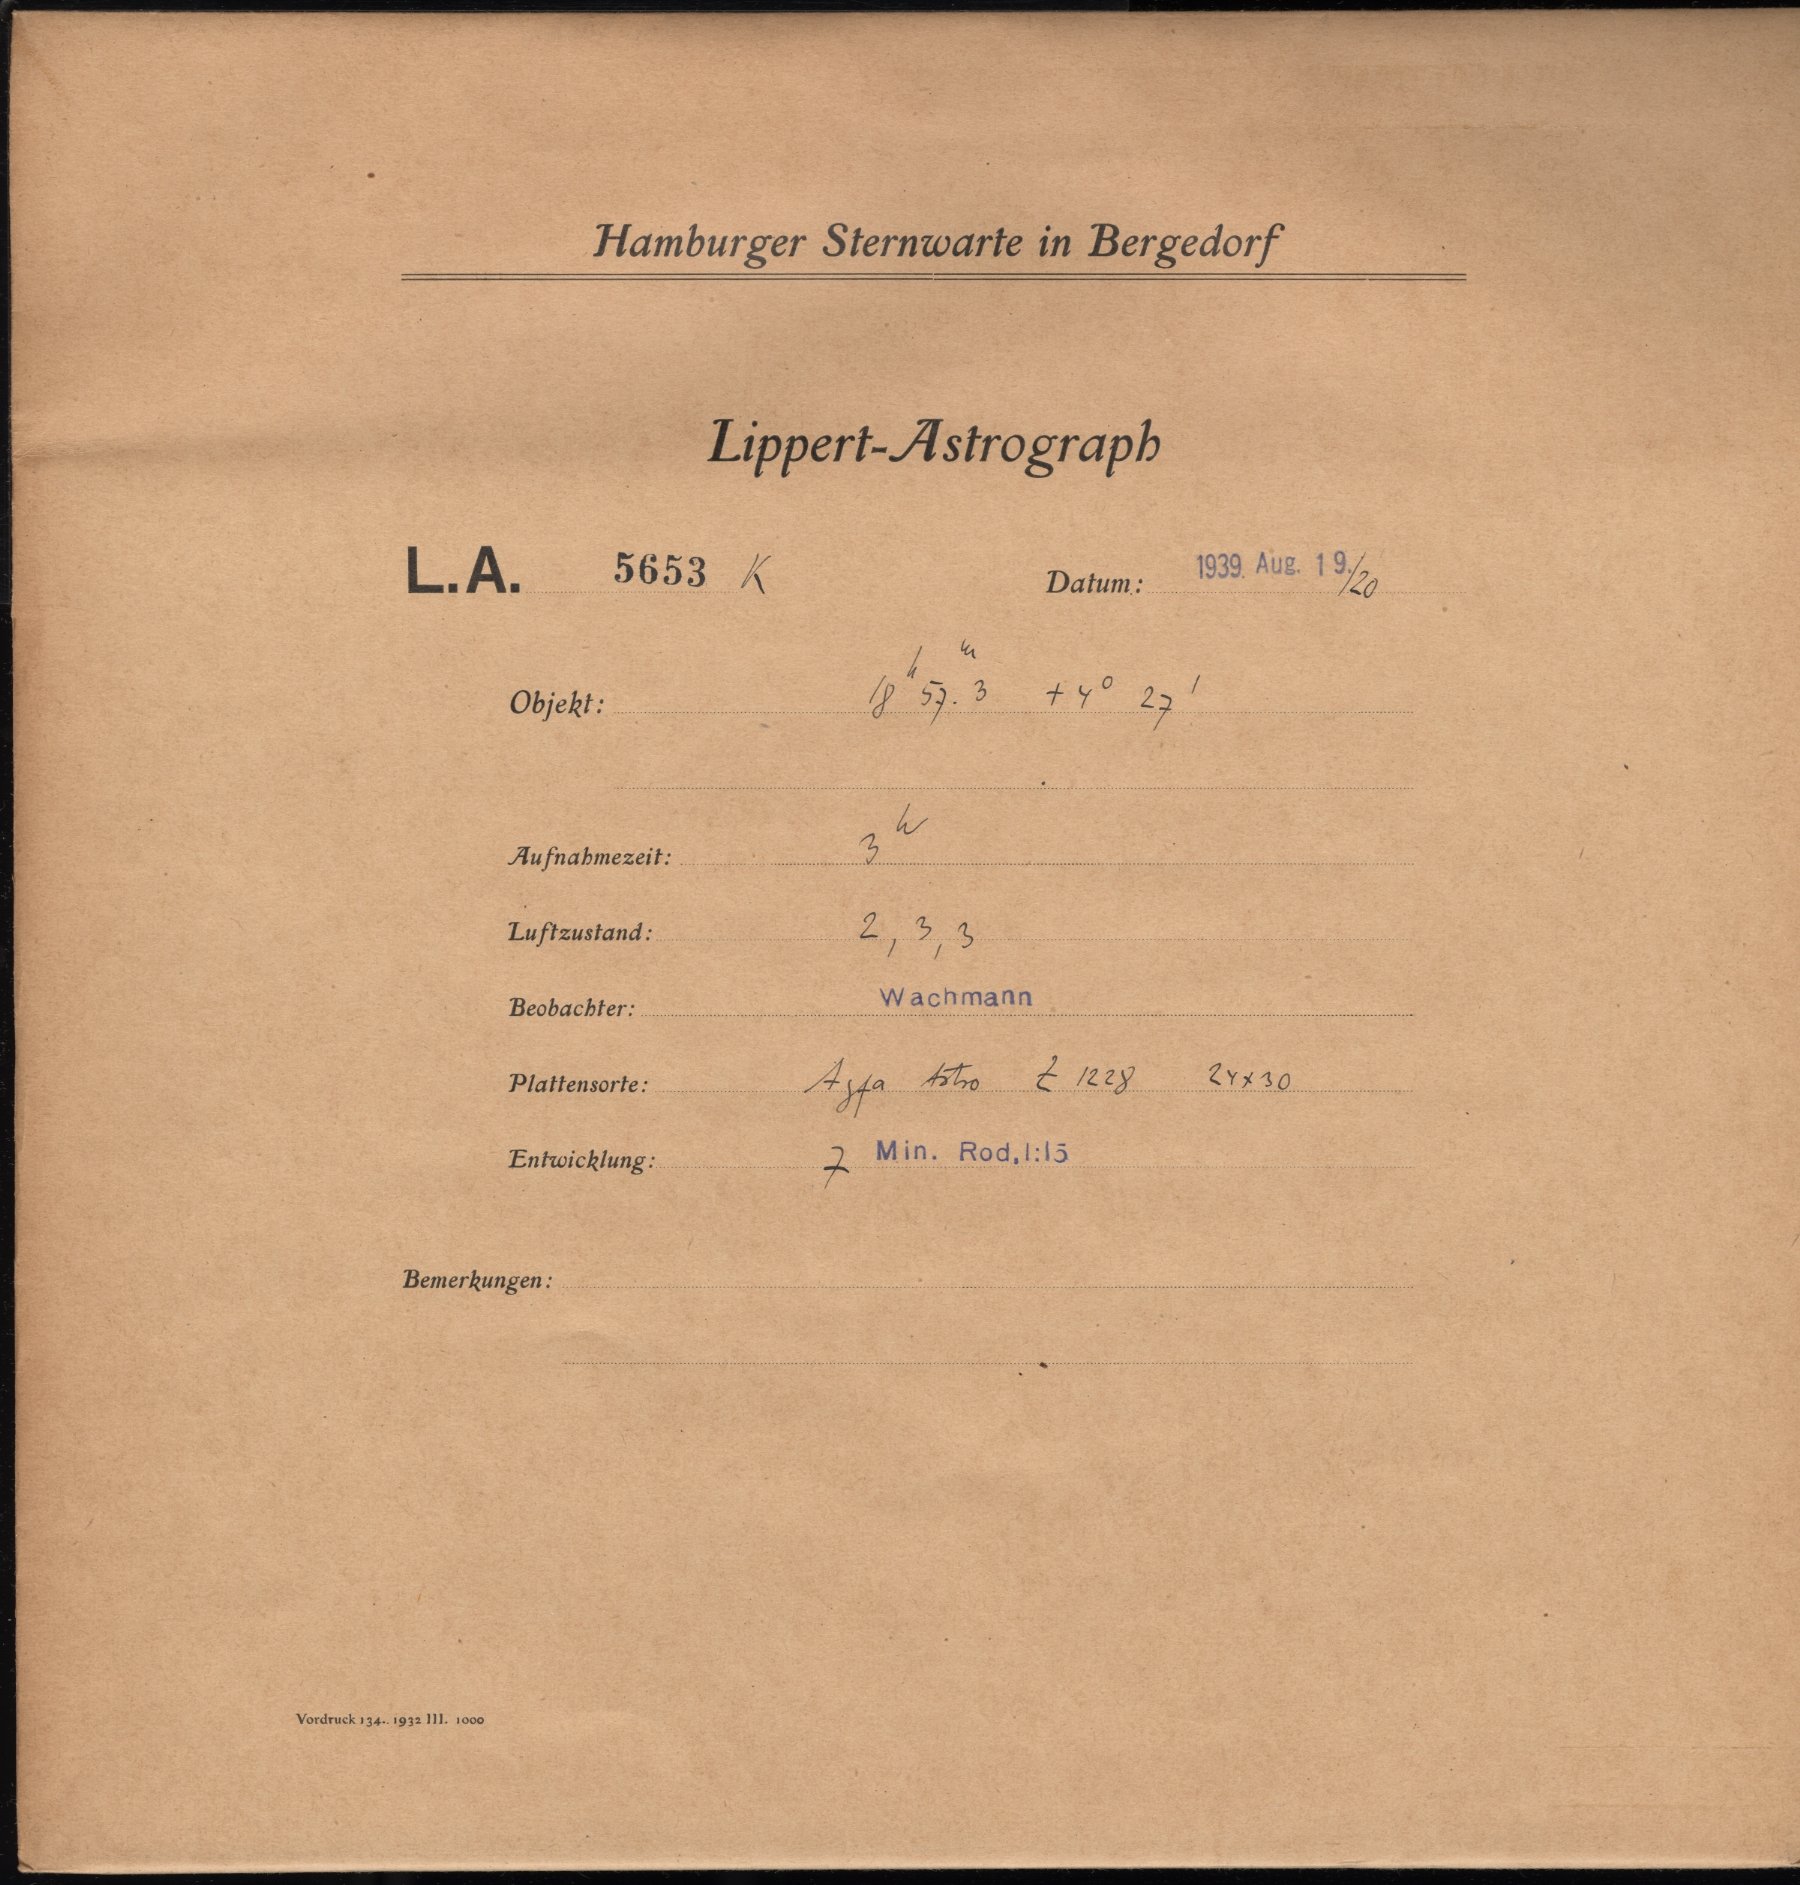 Hamburger Sternwarte in Bergedorf
Lippert-Astrograph
L.A. 5653 K Datum: 1939. Aug. 19./20
Objekt: 18h 57.3m +4° 27'
Aufnahmezeit: 3h
Luftzustand: 2, 3, 3
Beobachter: Wachmann
Plattensorte: Agfa Astro Z 1228 24x30
Entwicklung: 7 Min. Rod. 1:15
Bemerkungen:
Vordruck 134. 1932 III. 1000